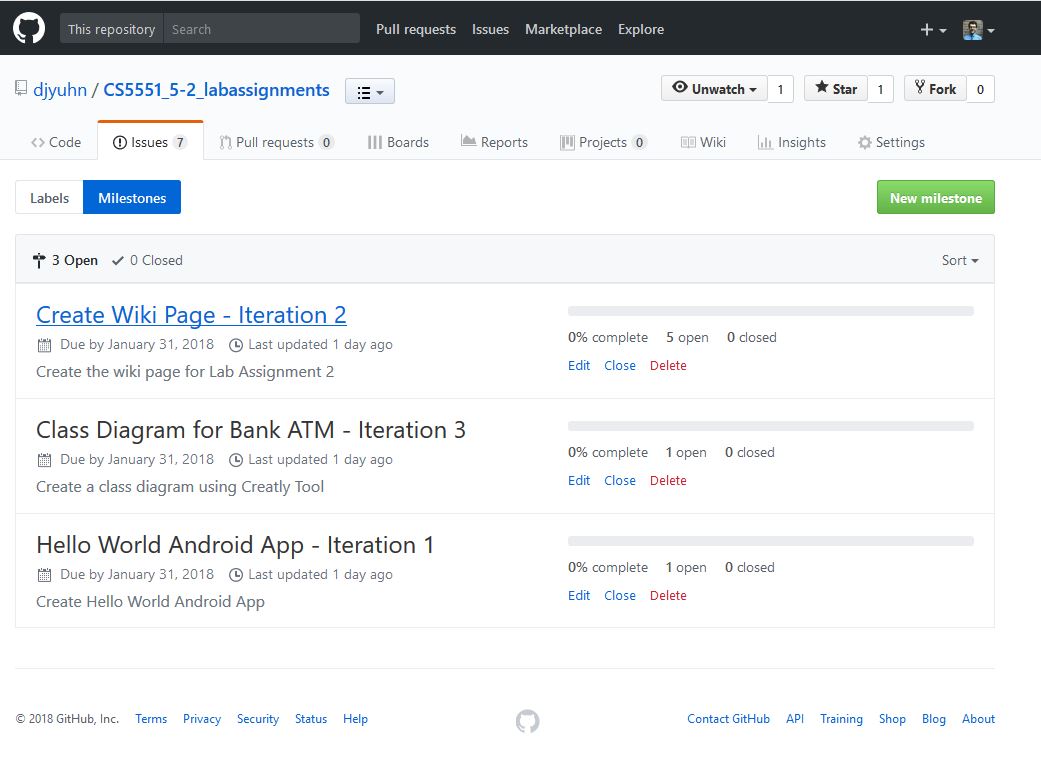 This repository Search Pull requests Issues Marketplace Explore
djyuhn / CS5551_5-2_labassignments Unwatch 1 Star 1 Fork 0
Code Issues 7 Pull requests 0 Boards Reports Projects 0 Wiki Insights Settings
Labels Milestones New milestone
3 Open 0 Closed Sort
Create Wiki Page - Iteration 2
Due by January 31, 2018 Last updated 1 day ago
Create the wiki page for Lab Assignment 2
0% complete 5 open 0 closed
Edit Close Delete
Class Diagram for Bank ATM - Iteration 3
Due by January 31, 2018 Last updated 1 day ago
Create a class diagram using Creatly Tool
0% complete 1 open 0 closed
Edit Close Delete
Hello World Android App - Iteration 1
Due by January 31, 2018 Last updated 1 day ago
Create Hello World Android App
0% complete 1 open 0 closed
Edit Close Delete
© 2018 GitHub, Inc. Terms Privacy Security Status Help Contact GitHub API Training Shop Blog About